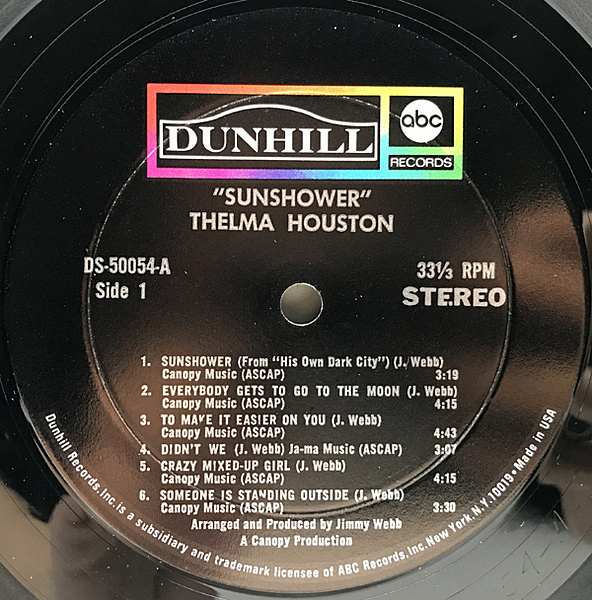 DUNHILL
abc
RECORDS
"SUNSHOWER"
THELMA HOUSTON
DS-50054-A
Side 1
33⅓ RPM
STEREO
1. SUNSHOWER (From "His Own Dark City") (J. Webb)
Canopy Music (ASCAP) 3:19
2. EVERYBODY GETS TO GO TO THE MOON (J. Webb)
Canopy Music (ASCAP) 4:15
3. TO MAKE IT EASIER ON YOU (J. Webb)
Canopy Music (ASCAP) 4:43
4. DIDN'T WE (J. Webb) Ja-ma Music (ASCAP) 3:07
5. CRAZY MIXED-UP GIRL (J. Webb)
Canopy Music (ASCAP) 4:15
6. SOMEONE IS STANDING OUTSIDE (J. Webb)
Canopy Music (ASCAP) 3:30
Arranged and Produced by Jimmy Webb
A Canopy Production
Dunhill Records, Inc. is a subsidiary and trademark licensee of ABC Records, Inc. New York, N.Y. 10019 • Made in USA